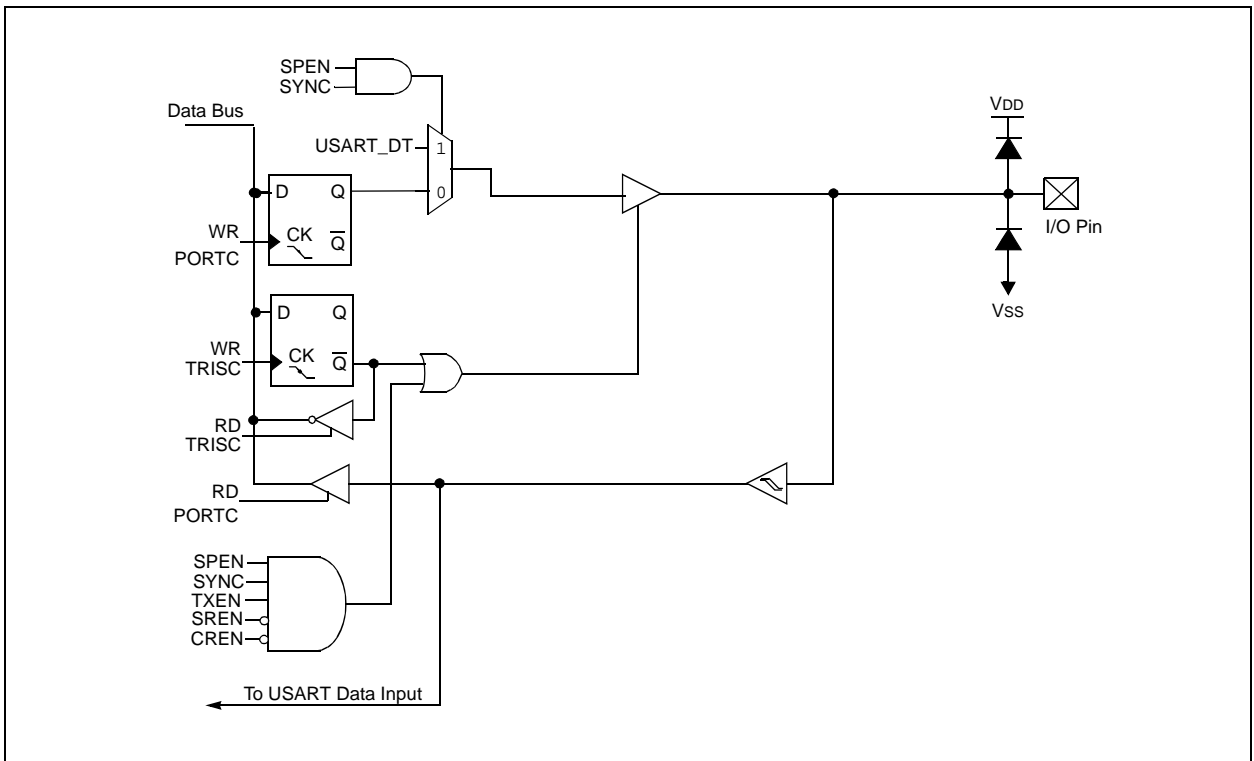 SPEN
SYNC
Data Bus
VDD
USART_DT
1
D
Q
0
I/O Pin
WR
PORTC
CK
Q
VSS
D
Q
WR
TRISC
CK
Q
RD
TRISC
RD
PORTC
SPEN
SYNC
TXEN
SREN
CREN
To USART Data Input